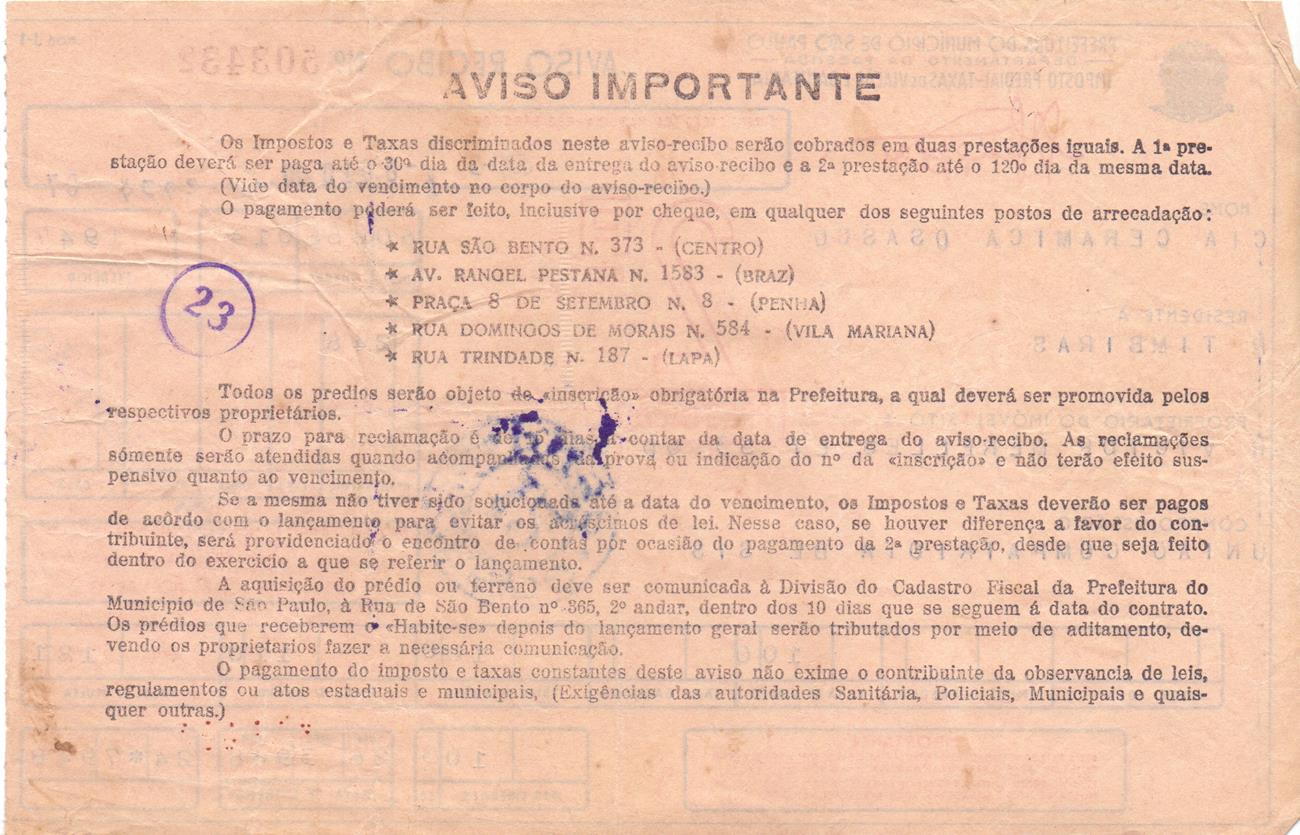 AVISO IMPORTANTE
Os Impostos e Taxas discriminados neste aviso-recibo serão cobrados em duas prestações iguais. A 1ª pre-
stação deverá ser paga até o 30º dia da data da entrega do aviso-recibo e a 2ª prestação até o 120º dia da mesma data.
(Vide data do vencimento no corpo do aviso-recibo.)
O pagamento poderá ser feito, inclusive por cheque, em qualquer dos seguintes postos de arrecadação:
* RUA SÃO BENTO N. 373 - (CENTRO)
* AV. RANGEL PESTANA N. 1583 - (BRAZ)
* PRAÇA 8 DE SETEMBRO N. 8 - (PENHA)
23
* RUA DOMINGOS DE MORAIS N. 584 - (VILA MARIANA)
* RUA TRINDADE N. 187 - (LAPA)
Todos os predios serão objeto de «inscrição» obrigatória na Prefeitura, a qual deverá ser promovida pelos
respectivos proprietários.
O prazo para reclamação é de dias a contar da data de entrega do aviso-recibo. As reclamações
sómente serão atendidas quando acompanhadas da prova ou indicação do nº da «inscrição» e não terão efeito sus-
pensivo quanto ao vencimento.
Se a mesma não tiver sido solucionada até a data do vencimento, os Impostos e Taxas deverão ser pagos
de acôrdo com o lançamento para evitar os acréscimos de lei. Nesse caso, se houver diferença a favor do con-
tribuinte, será providenciado o encontro de contas por ocasião do pagamento da 2ª prestação, desde que seja feito
dentro do exercicio a que se referir o lançamento.
A aquisição do prédio ou terreno deve ser comunicada à Divisão do Cadastro Fiscal da Prefeitura do
Municipio de São Paulo, à Rua de São Bento nº 365, 2º andar, dentro dos 10 dias que se seguem á data do contrato.
Os prédios que receberem o «Habite-se» depois do lançamento geral serão tributados por meio de aditamento, de-
vendo os proprietarios fazer a necessária comunicação.
O pagamento do imposto e taxas constantes deste aviso não exime o contribuinte da observancia de leis,
regulamentos ou atos estaduais e municipais, (Exigências das autoridades Sanitária, Policiais, Municipais e quais-
quer outras.)